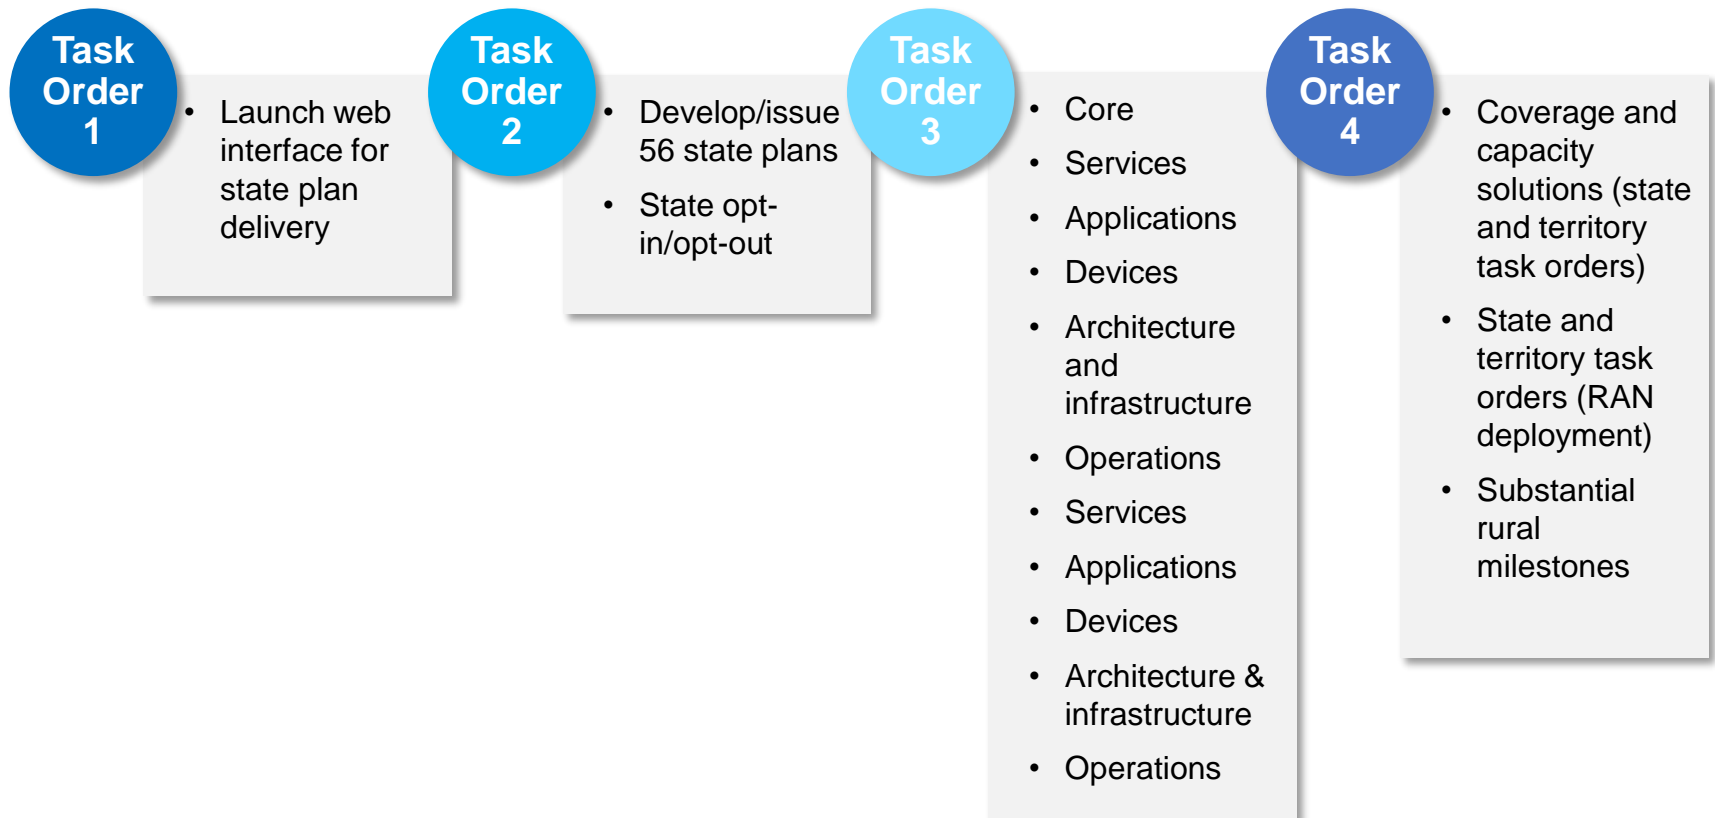 Task
Order
1
• Launch web
interface for
state plan
delivery
Task
Order
2
• Develop/issue
56 state plans
• State opt-
in/opt-out
Task
Order
3
• Core
• Services
• Applications
• Devices
• Architecture
and
infrastructure
• Operations
• Services
• Applications
• Devices
• Architecture &
infrastructure
• Operations
Task
Order
4
• Coverage and
capacity
solutions (state
and territory
task orders)
• State and
territory task
orders (RAN
deployment)
• Substantial
rural
milestones